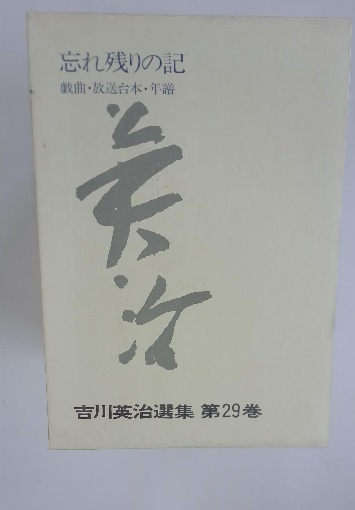 忘れ残りの記
戯曲・放送台本・年譜
英治
吉川英治選集 第29巻